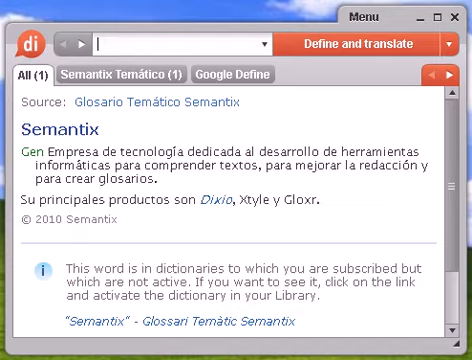 Menu
di
Define and translate
All (1) Semantix Temático (1) Google Define
Source: Glosario Temático Semantix
Semantix
Gen Empresa de tecnología dedicada al desarrollo de herramientas
informáticas para comprender textos, para mejorar la redacción y
para crear glosarios.
Su principales productos son Dixio, Xtyle y Gloxr.
© 2010 Semantix
i
This word is in dictionaries to which you are subscribed but
which are not active. If you want to see it, click on the link
and activate the dictionary in your Library.
"Semantix" - Glossari Temàtic Semantix